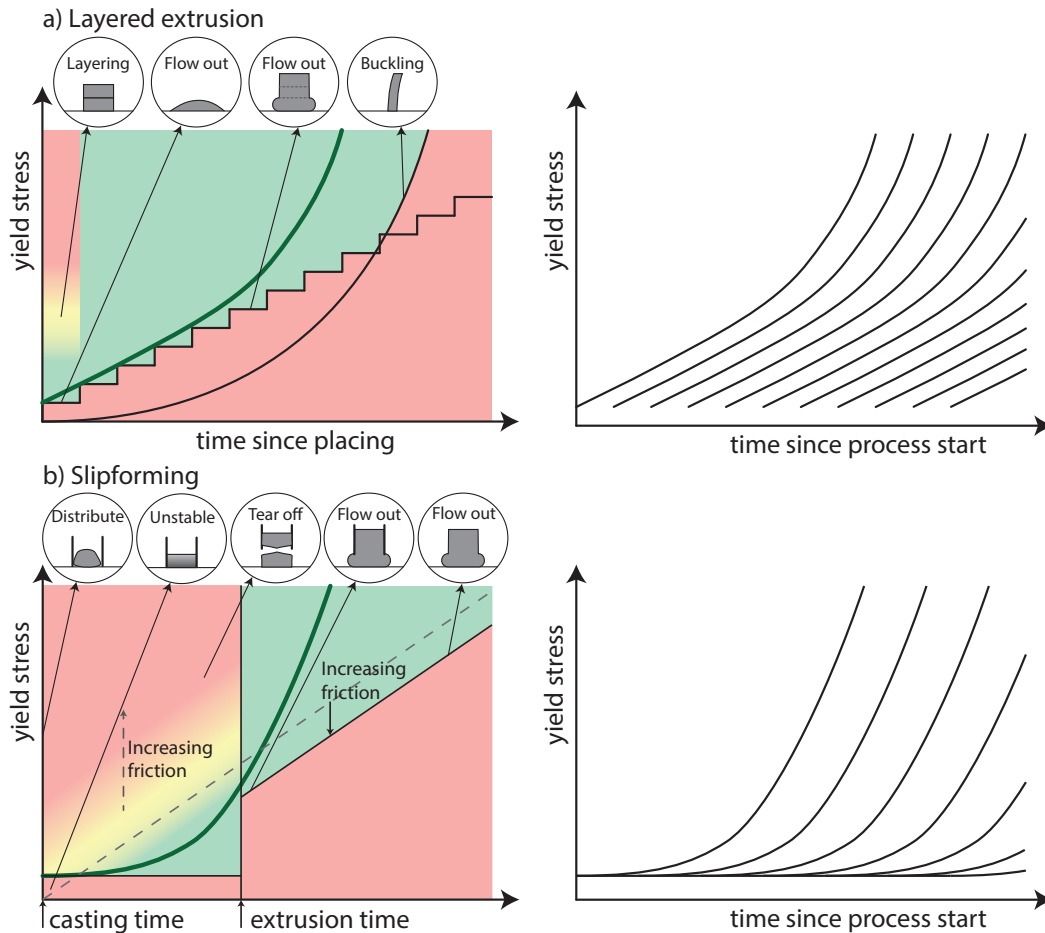 a) Layered extrusion
Layering
Flow out
Flow out
Buckling
yield stress
time since placing
yield stress
time since process start
b) Slipforming
Distribute
Unstable
Tear off
Flow out
Flow out
yield stress
Increasing
friction
Increasing
friction
casting time
extrusion time
yield stress
time since process start